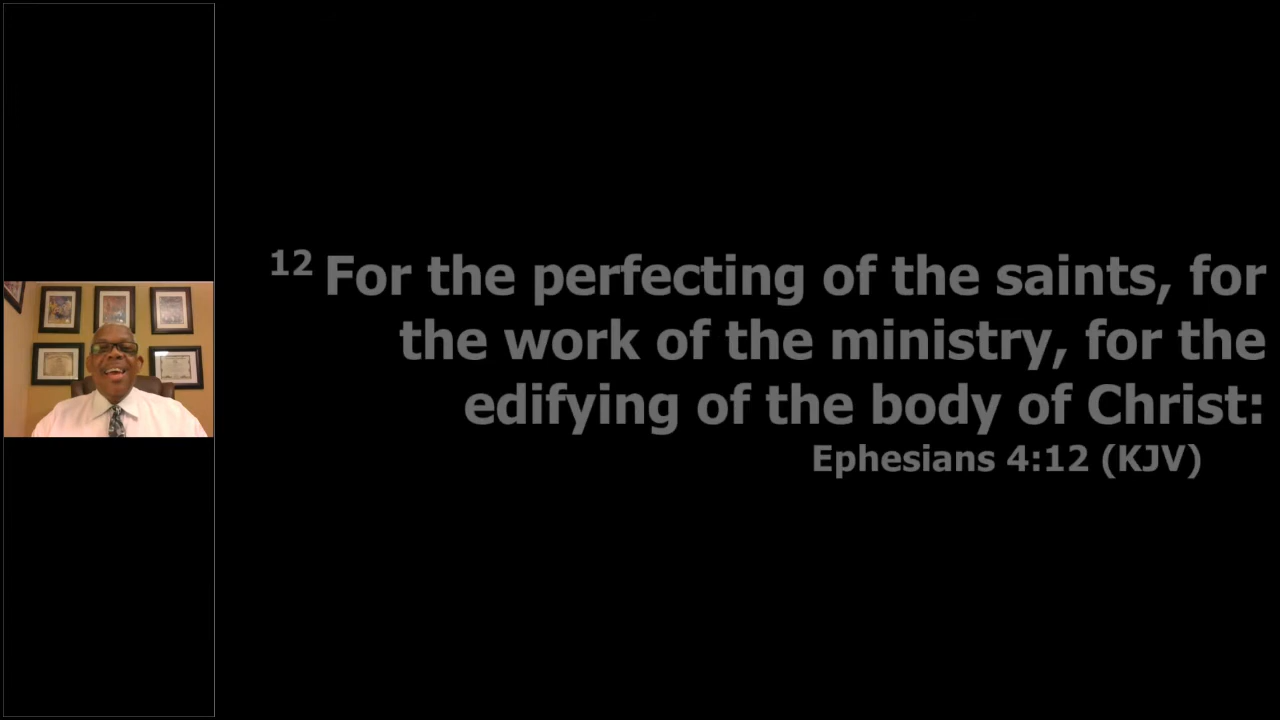 12 For the perfecting of the saints, for
the work of the ministry, for the
edifying of the body of Christ:
Ephesians 4:12 (KJV)